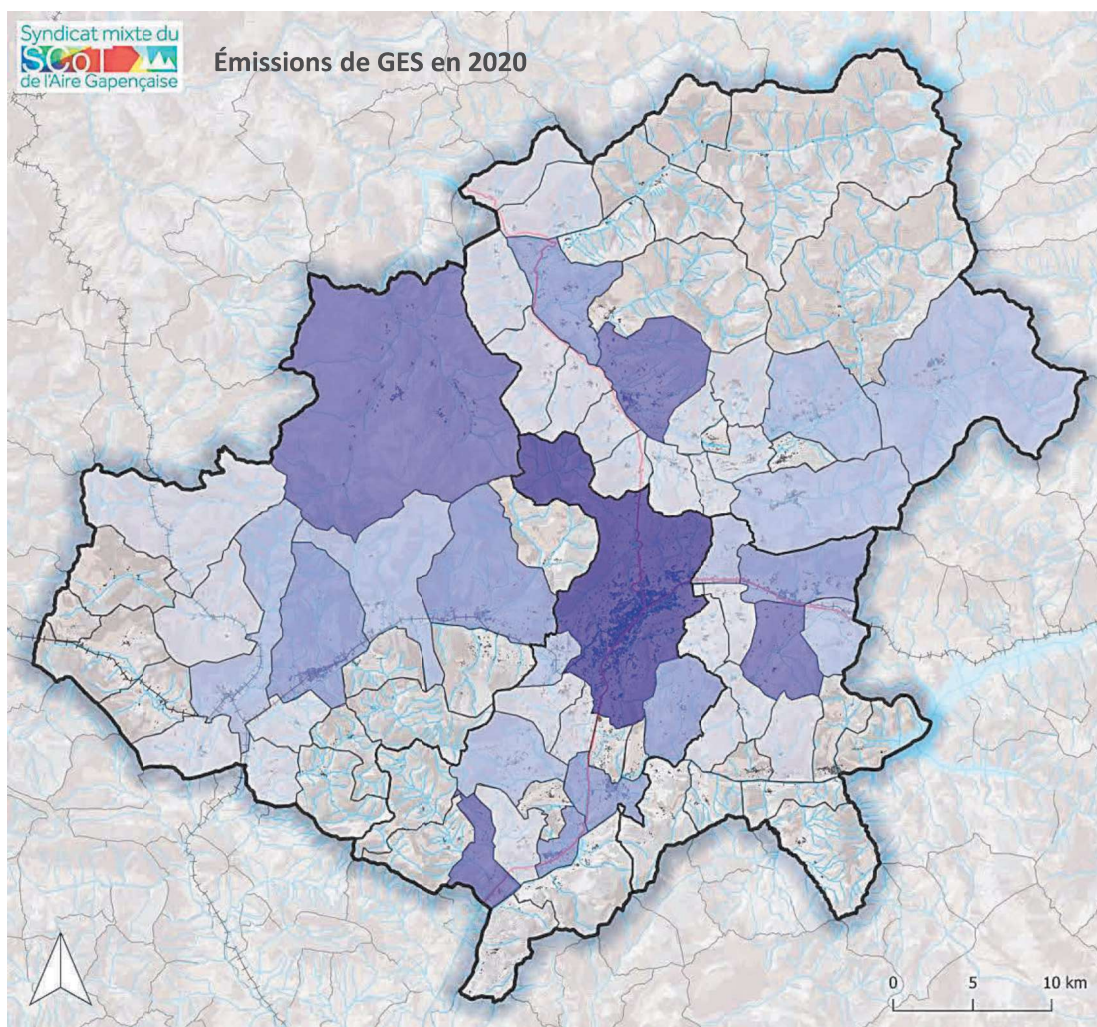 Syndicat mixte du
SCoT
de l'Aire Gapençaise
Émissions de GES en 2020
0 5 10 km